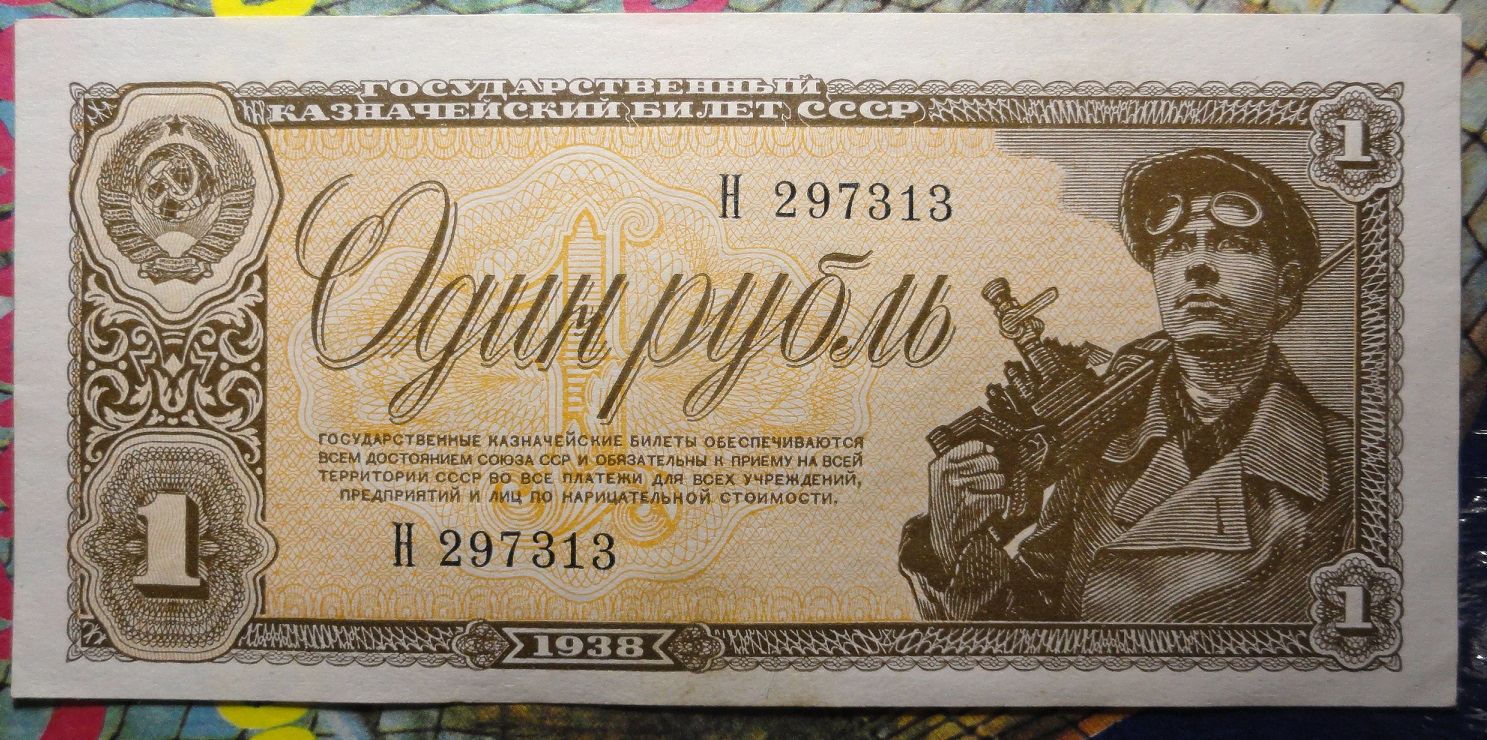 ГОСУДАРСТВЕННЫЙ
КАЗНАЧЕЙСКИЙ БИЛЕТ СССР
1
Н 297313
Один рубль
1
ГОСУДАРСТВЕННЫЕ КАЗНАЧЕЙСКИЕ БИЛЕТЫ ОБЕСПЕЧИВАЮТСЯ
ВСЕМ ДОСТОЯНИЕМ СОЮЗА ССР И ОБЯЗАТЕЛЬНЫ К ПРИЕМУ НА ВСЕЙ
ТЕРРИТОРИИ СССР ВО ВСЕ ПЛАТЕЖИ ДЛЯ ВСЕХ УЧРЕЖДЕНИЙ,
ПРЕДПРИЯТИЙ И ЛИЦ ПО НАРИЦАТЕЛЬНОЙ СТОИМОСТИ.
1
Н 297313
1
1938